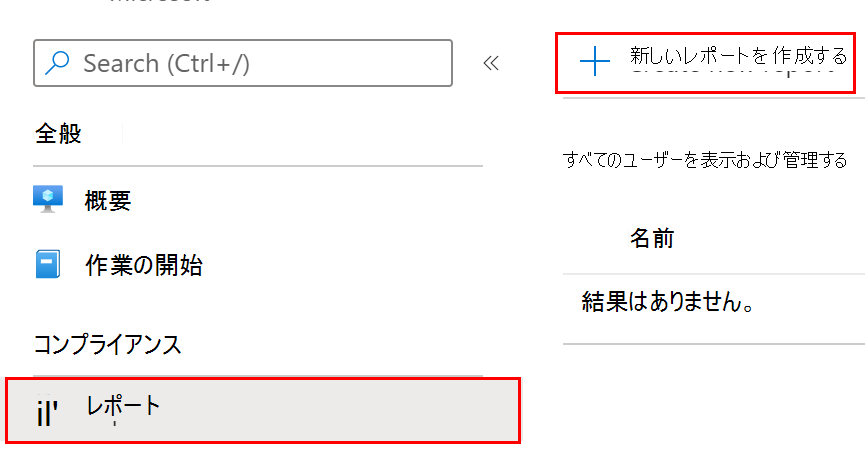 Search (Ctrl+/)
«
全般
概要
作業の開始
コンプライアンス
レポート
新しいレポートを作成する
すべてのユーザーを表示および管理する
名前
結果はありません。